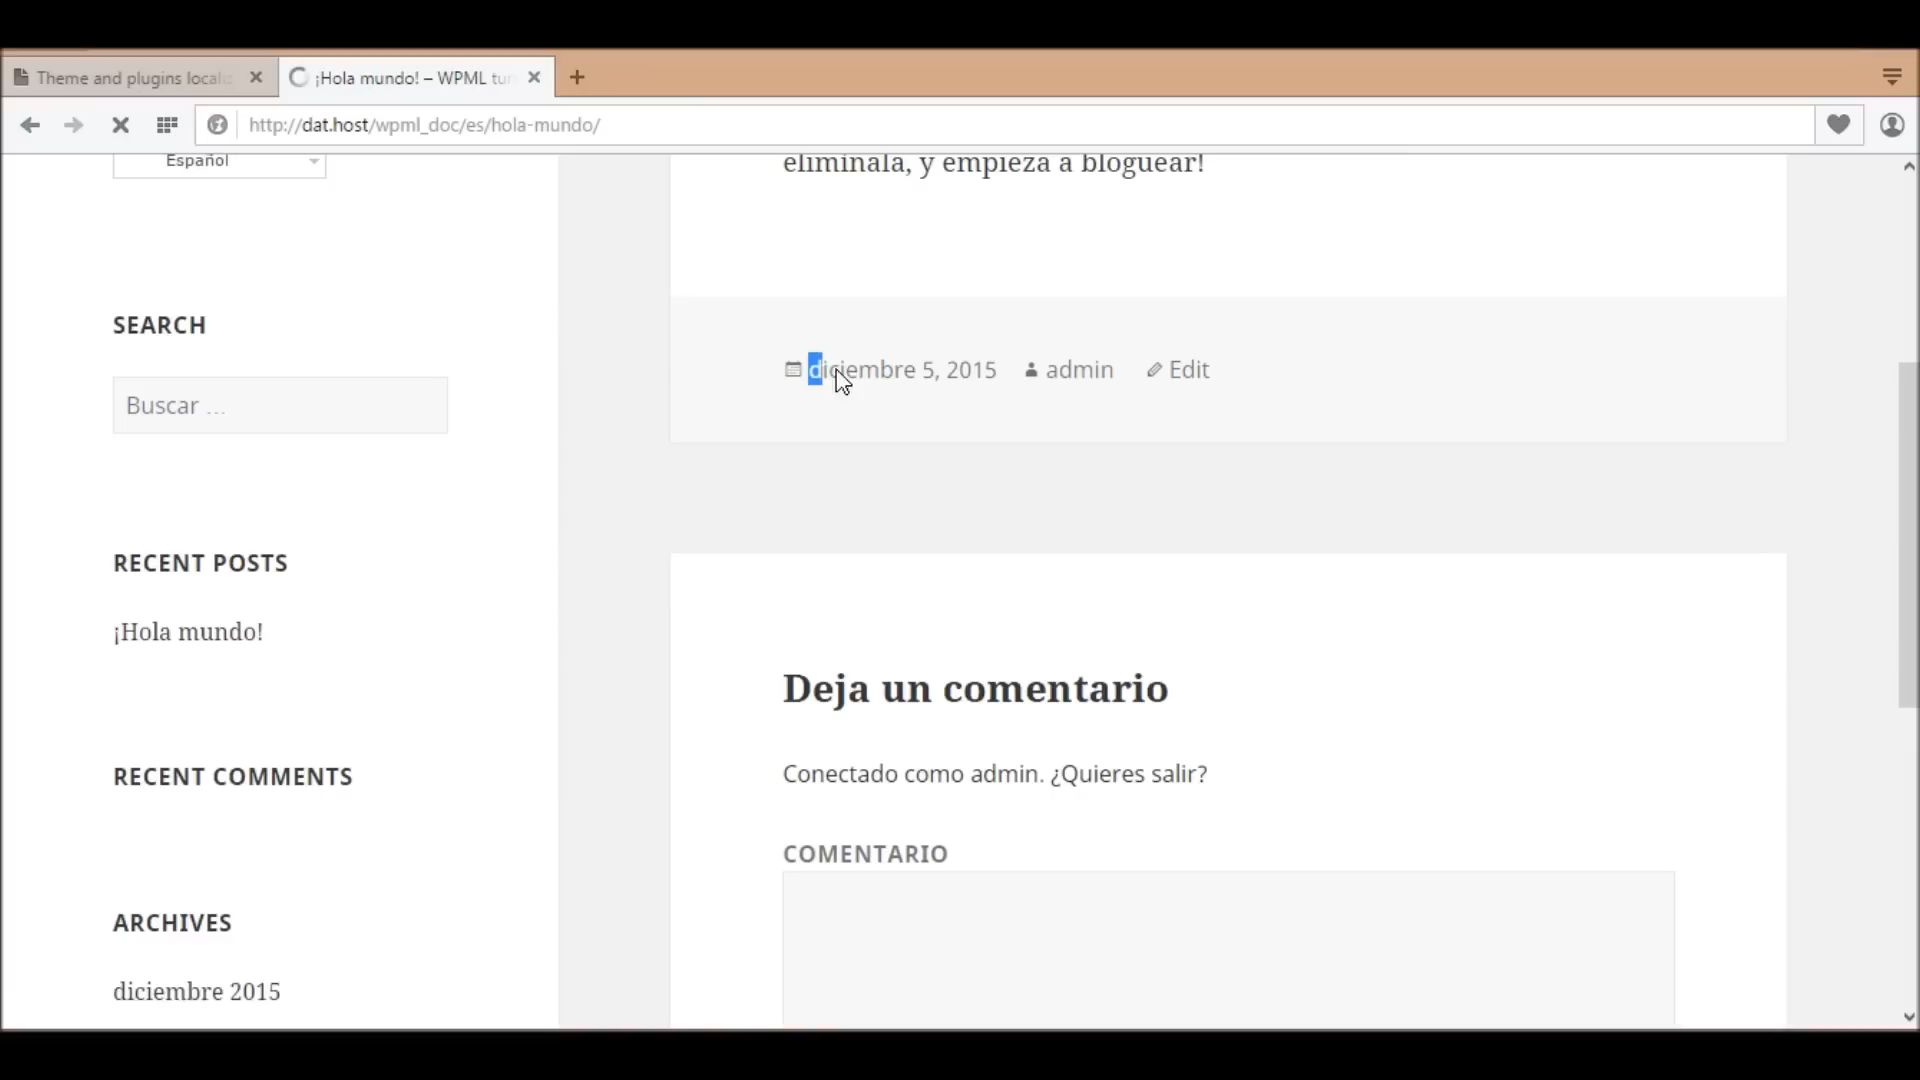 Theme and plugins locali
¡Hola mundo! – WPML tu
http://dat.host/wpml_doc/es/hola-mundo/
Español
elimínala, y empieza a bloguear!
SEARCH
diciembre 5, 2015 admin Edit
Buscar ...
RECENT POSTS
¡Hola mundo!
Deja un comentario
RECENT COMMENTS
Conectado como admin. ¿Quieres salir?
COMENTARIO
ARCHIVES
diciembre 2015